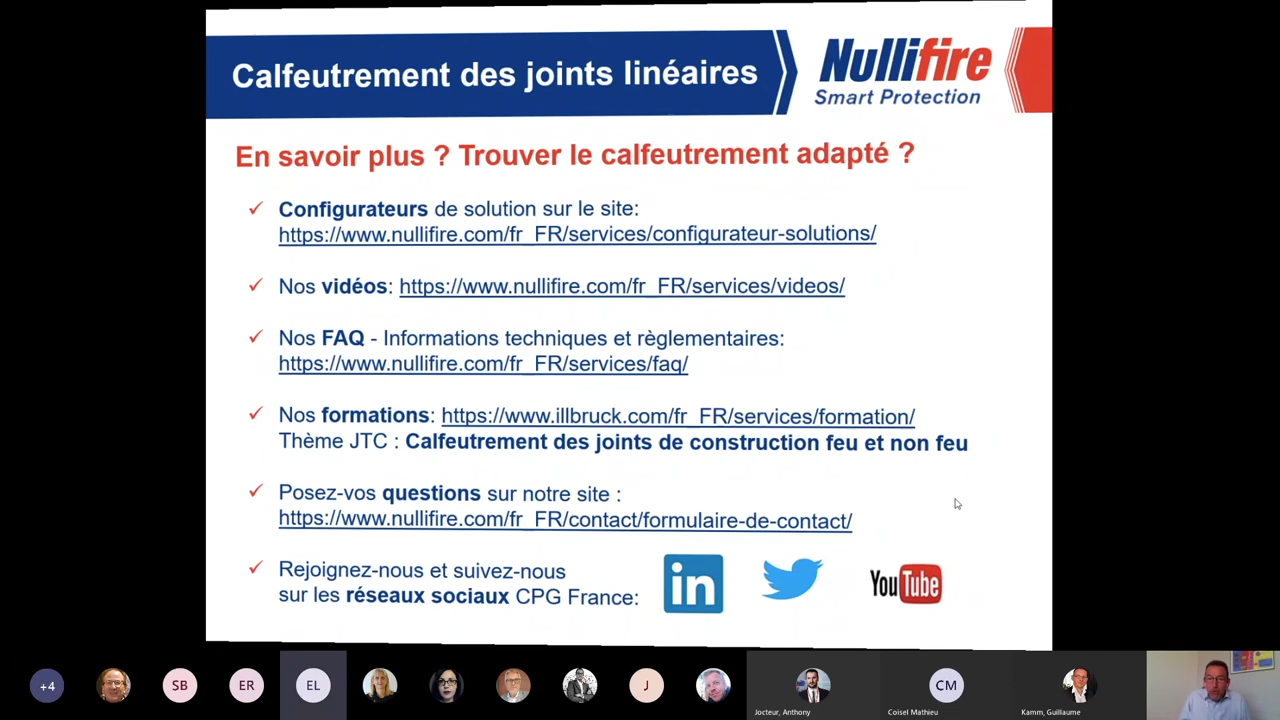 Calfeutrement des joints linéaires
Nullifire
Smart Protection
En savoir plus ? Trouver le calfeutrement adapté ?
Configurateurs de solution sur le site:
https://www.nullifire.com/fr_FR/services/configurateur-solutions/
Nos vidéos: https://www.nullifire.com/fr_FR/services/videos/
Nos FAQ - Informations techniques et règlementaires:
https://www.nullifire.com/fr_FR/services/faq/
Nos formations: https://www.illbruck.com/fr_FR/services/formation/
Thème JTC : Calfeutrement des joints de construction feu et non feu
Posez-vos questions sur notre site :
https://www.nullifire.com/fr_FR/contact/formulaire-de-contact/
Rejoignez-nous et suivez-nous
sur les réseaux sociaux CPG France:
in
YouTube
+4
SB
ER
EL
J
CM
Jocteur, Anthony
Coisel Mathieu
Kamm, Guillaume